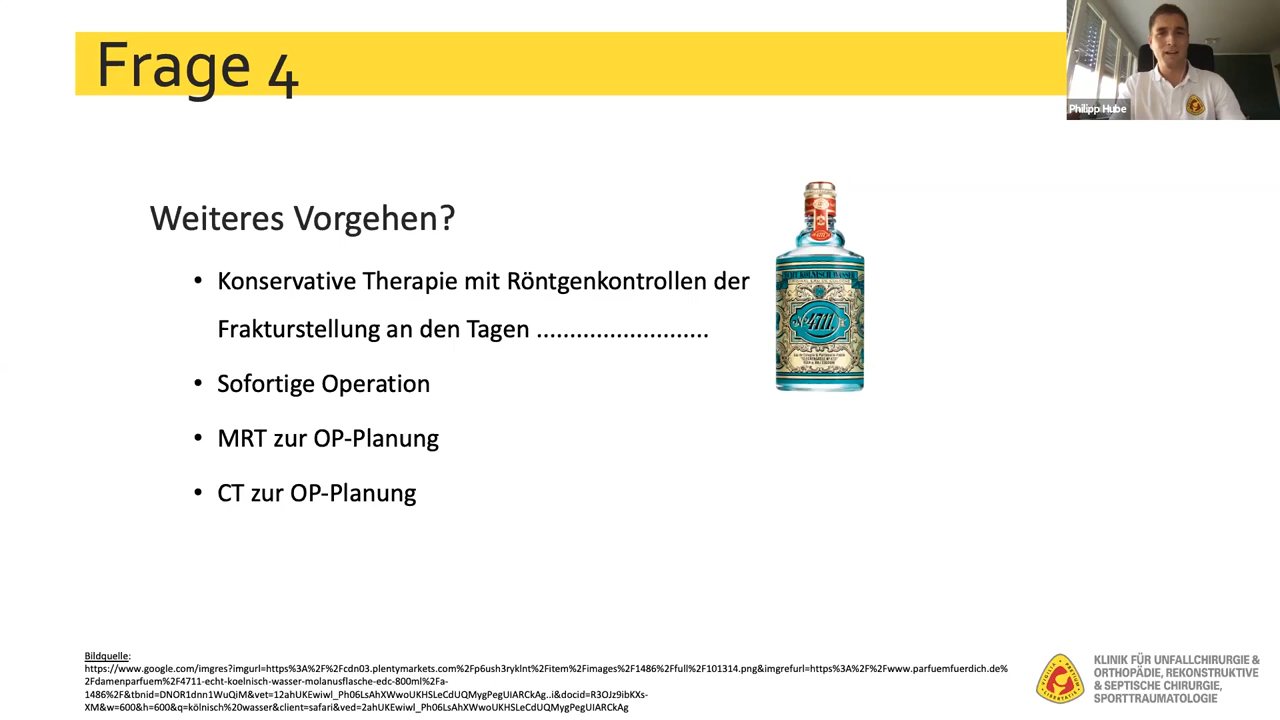 Frage 4
Philipp Hube
Weiteres Vorgehen?
• Konservative Therapie mit Röntgenkontrollen der
Frakturstellung an den Tagen ..........................
• Sofortige Operation
• MRT zur OP-Planung
• CT zur OP-Planung
ECHT KÖLNISCH WASSER
Nº 4711.
Bildquelle:
https://www.google.com/imgres?imgurl=https%3A%2F%2Fcdn03.plentymarkets.com%2Fp6ush3ryklnt%2Fitem%2Fimages%2F1486%2Ffull%2F101314.png&imgrefurl=https%3A%2F%2Fwww.parfuemfuerdich.de%
2Fdamenparfuem%2F4711-echt-koelnisch-wasser-molanusflasche-edc-800ml%2Fa-
1486%2F&tbnid=DNOR1dnn1WuQiM&vet=12ahUKEwiwl_Ph06LsAhXWwoUKHSLeCdUQMygPegUIARCkAg..i&docid=R3OJz9ibKXs-
XM&w=600&h=600&q=kölnisch%20wasser&client=safari&ved=2ahUKEwiwl_Ph06LsAhXWwoUKHSLeCdUQMygPegUIARCkAg
KLINIK FÜR UNFALLCHIRURGIE &
ORTHOPÄDIE, REKONSTRUKTIVE
& SEPTISCHE CHIRURGIE,
SPORTTRAUMATOLOGIE